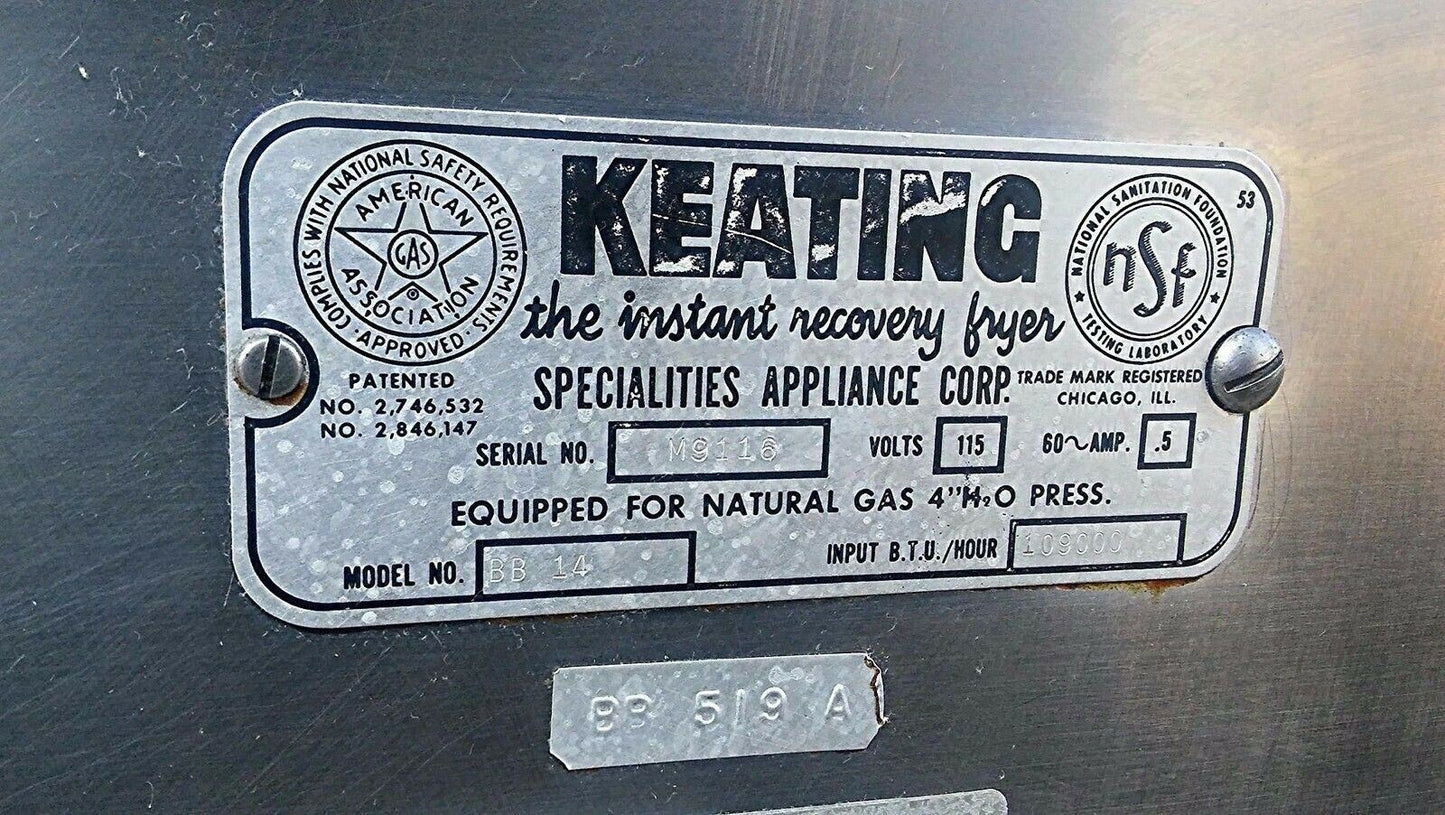 COMPLIES WITH NATIONAL SAFETY REQUIREMENTS
· APPROVED ·
AMERICAN
GAS
ASSOCIATION
®
KEATING
the instant recovery fryer
NATIONAL SANITATION FOUNDATION
nsf
★ TESTING LABORATORY ★
53
PATENTED
NO. 2,746,532
NO. 2,846,147
SPECIALITIES APPLIANCE CORP.
TRADE MARK REGISTERED
CHICAGO, ILL.
SERIAL NO. M9116 VOLTS 115 60~AMP. .5
EQUIPPED FOR NATURAL GAS 4"H₂O PRESS.
MODEL NO. BB 14 INPUT B.T.U./HOUR 109000
BB 519 A